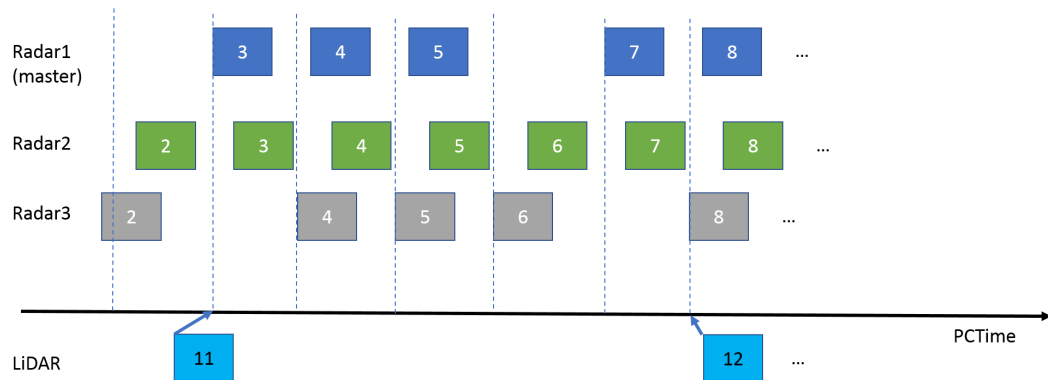 Radar1
(master)
3 4 5 7 8 ...
Radar2
2 3 4 5 6 7 8 ...
Radar3
2 4 5 6 8 ...
PCTime
LiDAR
11 12 ...